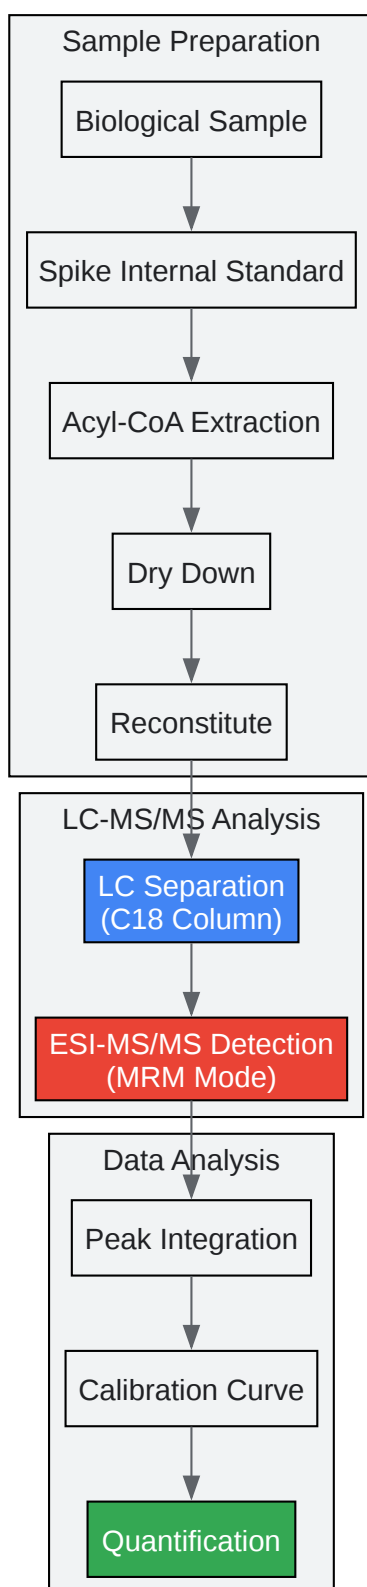 Sample Preparation
Biological Sample
Spike Internal Standard
Acyl-CoA Extraction
Dry Down
Reconstitute
LC-MS/MS Analysis
LC Separation
(C18 Column)
ESI-MS/MS Detection
(MRM Mode)
Data Analysis
Peak Integration
Calibration Curve
Quantification